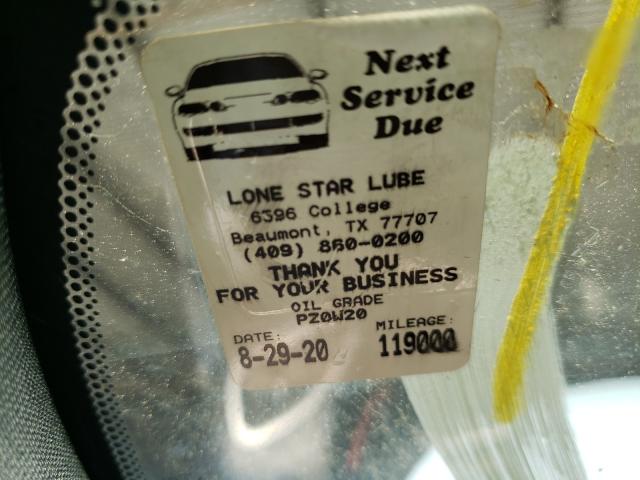 Next
Service
Due
LONE STAR LUBE
6396 College
Beaumont, TX 77707
(409) 860-0200
THANK YOU
FOR YOUR BUSINESS
OIL GRADE
PZ0W20
DATE: MILEAGE:
8-29-20 119000